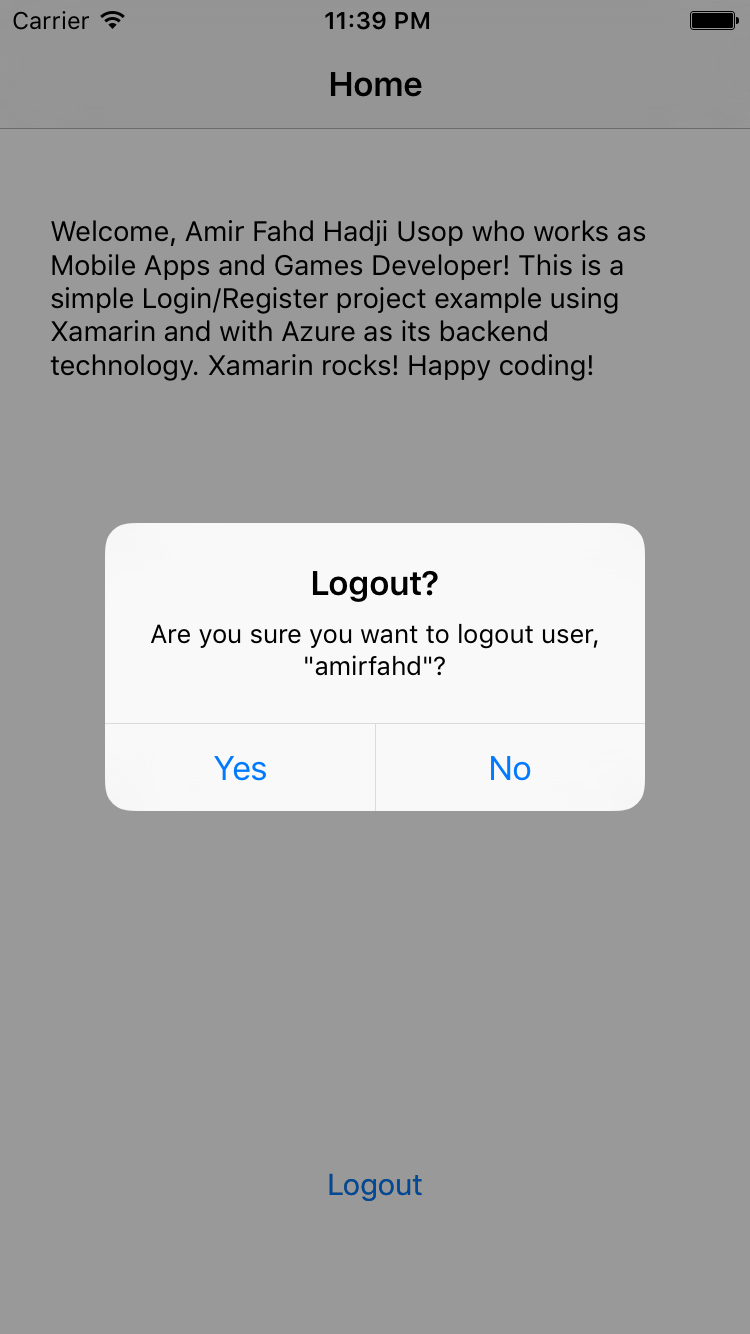 Carrier 11:39 PM
Home
Welcome, Amir Fahd Hadji Usop who works as
Mobile Apps and Games Developer! This is a
simple Login/Register project example using
Xamarin and with Azure as its backend
technology. Xamarin rocks! Happy coding!
Logout?
Are you sure you want to logout user,
"amirfahd"?
Yes No
Logout